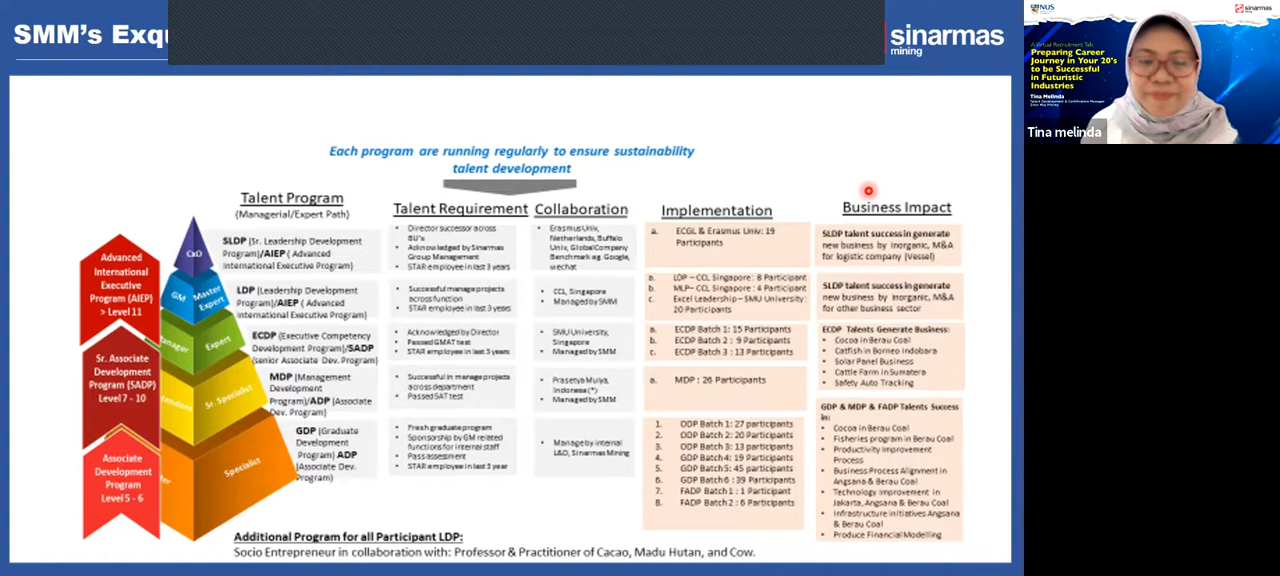 SMM's Exqu
sinarmas
mining
Each program are running regularly to ensure sustainability
talent development
Talent Program
(Managerial/Expert Path)
Talent Requirement
Collaboration
Implementation
Business Impact
Advanced
International
Executive
Program (AIEP)
> Level 11
Sr. Associate
Development
Program (SADP)
Level 7 - 10
Associate
Development
Program
Level 5 - 6
CxO
GM
Master
Expert
Expert
Sr. Specialist
Specialist
SLDP (Sr. Leadership Development
Program)/AIEP ( Advanced
International Executive Program)
• Director successor across
BU's
• Acknowledged by Sinarmas
Group Management
• STAR employee in last 3 years
• Erasmus Univ,
Netherlands, Buffalo
Univ, GlobalCompany
Benchmark eg. Google,
wechat
a. ECGL & Erasmus Univ: 19
Participants
SLDP talent success in generate
new business by inorganic, M&A
for logistic company (Vessel)
LDP (Leadership Development
Program)/AIEP ( Advanced
International Executive Program)
• Successful manage projects
across function
• STAR employee in last 3 years
• CCL, Singapore
• Managed by SMM
a. LDP – CCL Singapore: 8 Participant
b. MLP– CCL Singapore: 4 Participant
c. Excel Leadership – SMU University:
20 Participants
SLDP talent success in generate
new business by inorganic, M&A
for other business sector
ECDP (Executive Competency
Development Program)/SADP
(senior Associate Dev. Program)
• Acknowledged by Director
• Passed GMAT test
• STAR employee in last 3 years
• SMU University,
Singapore
• Managed by SMM
a. ECDP Batch 1: 15 Participants
b. ECDP Batch 2 : 9 Participants
c. ECDP Batch 3 : 13 Participants
ECDP Talents Generate Business:
• Cocoa in Berau Coal
• Catfish in Borneo Indobara
• Solar Panel Business
• Cattle Farm in Sumatera
• Safety Auto Tracking
MDP (Management
Development
Program)/ADP (Associate
Dev. Program)
• Successful in manage projects
across department
• Passed SAT test
• Prasetya Mulya,
Indonesia (*)
• Managed by SMM
a. MDP : 26 Participants
GDP (Graduate
Development
Program) ADP
(Associate Dev.
Program)
• Fresh graduate program
• Sponsorship by GM related
functions for internal staff
• Pass assesment
• STAR employee in last 3 year
• Manage by internal
L&D, Sinarmas Mining
1. ODP Batch 1: 27 participants
2. ODP Batch 2: 20 Participants
3. ODP Batch 3: 13 participants
4. GDP Batch 4: 19 Participants
5. GDP Batch 5: 45 participants
6. GDP Batch 6 : 39 Participants
7. FADP Batch 1 : 1 Participant
8. FADP Batch 2 : 6 Participants
GDP & MDP & FADP Talents Success
in:
• Cocoa in Berau Coal
• Fisheries program in Berau Coal
• Productivity Improvement
Process
• Business Process Alignment in
Angsana & Berau Coal
• Technology Improvement in
Jakarta, Angsana & Berau Coal
• Infrastructure initiatives Angsana
& Berau Coal
• Produce Financial Modelling
Additional Program for all Participant LDP:
Socio Entrepreneur in collaboration with: Professor & Practitioner of Cacao, Madu Hutan, and Cow.
NUS
sinarmas
A Virtual Recruitment Talk
Preparing Career
Journey in Your 20's
to be Successful
in Futuristic
Industries
Tina Melinda
Talent Development & Certification Manager
Tina melinda